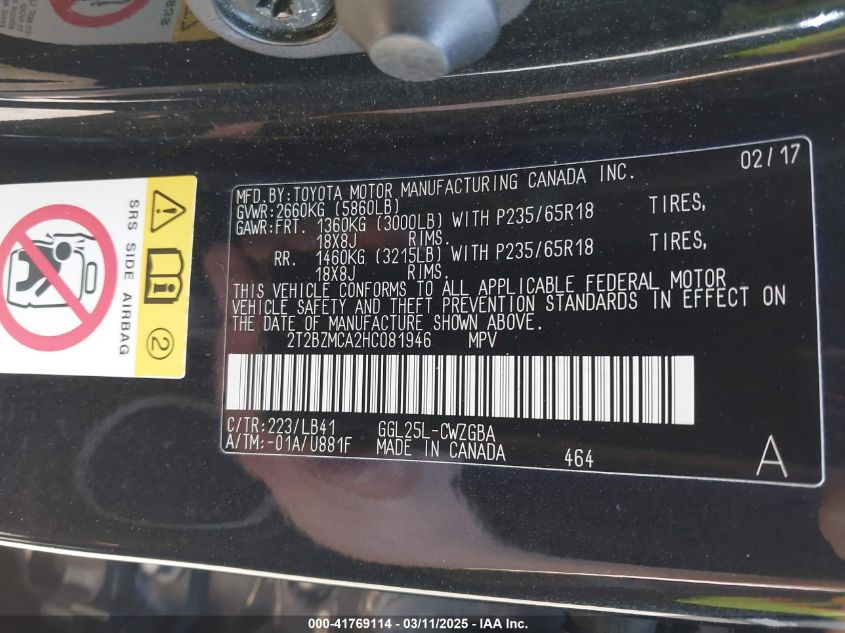 02/17
MFD.BY:TOYOTA MOTOR MANUFACTURING CANADA INC.
GVWR:2660KG (5860LB)
GAWR:FRT. 1360KG (3000LB) WITH P235/65R18 TIRES,
18X8J RIMS.
RR. 1460KG (3215LB) WITH P235/65R18 TIRES,
18X8J RIMS.
THIS VEHICLE CONFORMS TO ALL APPLICABLE FEDERAL MOTOR
VEHICLE SAFETY AND THEFT PREVENTION STANDARDS IN EFFECT ON
THE DATE OF MANUFACTURE SHOWN ABOVE.
2T2BZMCA2HC081946 MPV
C/TR:223/LB41 GGL25L-CWZGBA
A/TM:-01A/U881F MADE IN CANADA 464 A
SRS SIDE AIRBAG
2
000-41769114 - 03/11/2025 - IAA Inc.